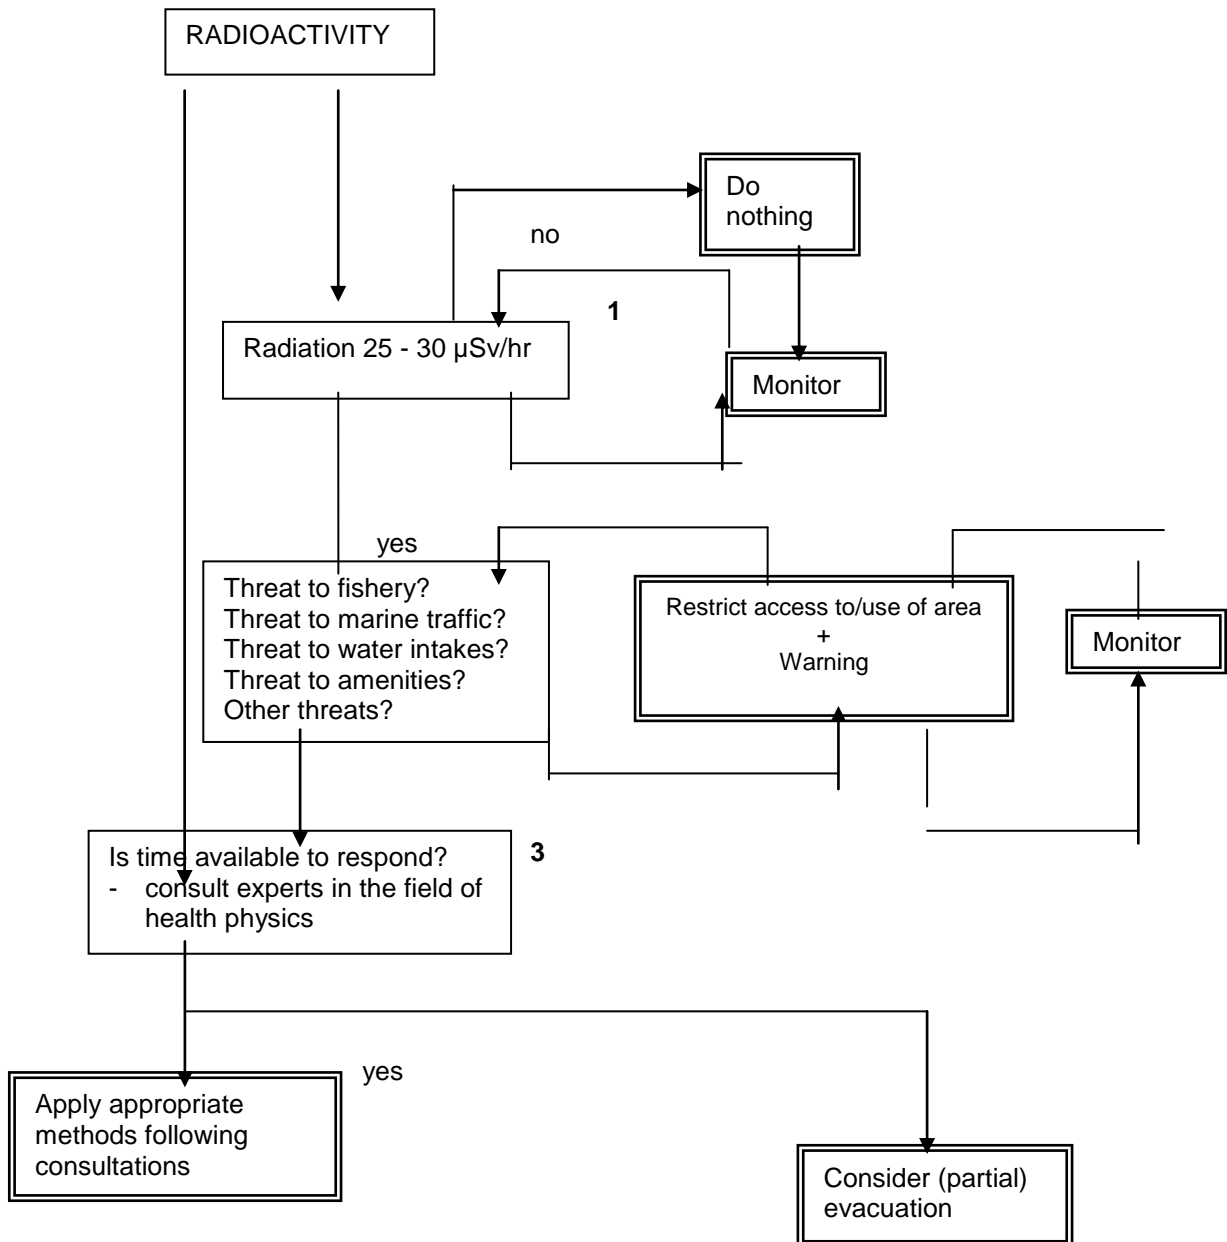 RADIOACTIVITY
Do
nothing
no
1
Radiation 25 - 30 µSv/hr
Monitor
yes
Threat to fishery?
Threat to marine traffic?
Threat to water intakes?
Threat to amenities?
Other threats?
Restrict access to/use of area
+
Warning
Monitor
Is time available to respond?
- consult experts in the field of
health physics
3
yes
Apply appropriate
methods following
consultations
Consider (partial)
evacuation